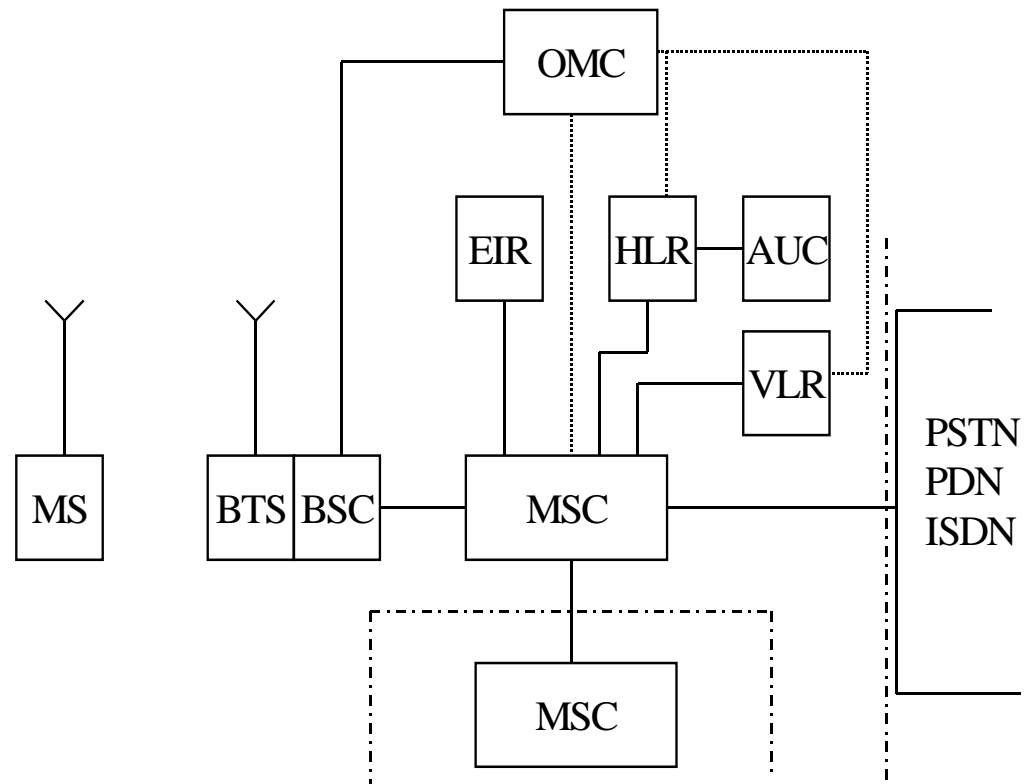 OMC
EIR
HLR
AUC
VLR
PSTN
PDN
ISDN
MS
BTS
BSC
MSC
MSC